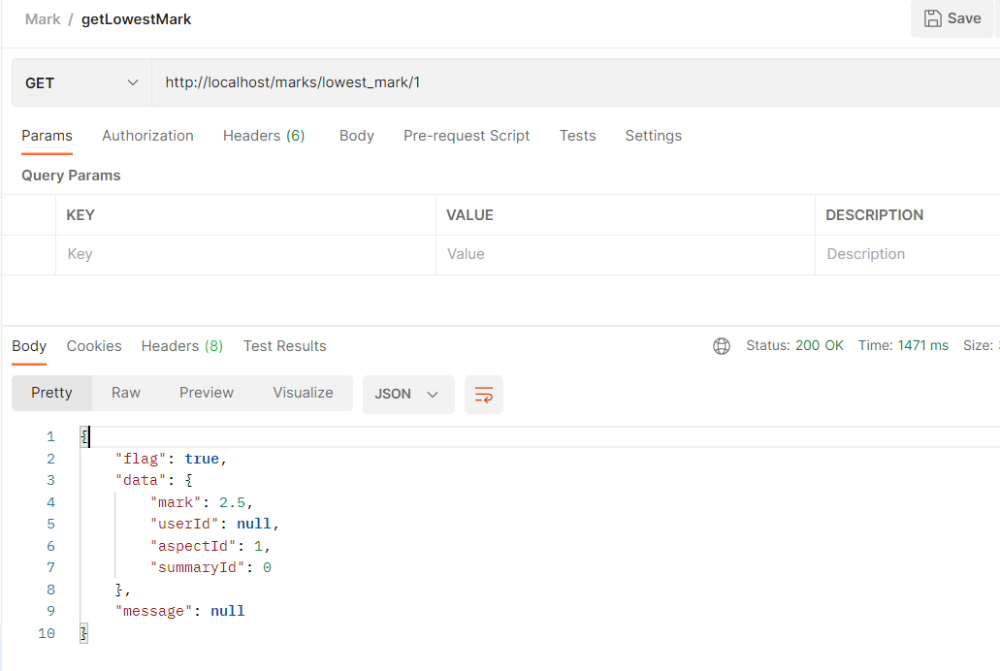 Mark / getLowestMark
Save
GET
http://localhost/marks/lowest_mark/1
Params Authorization Headers (6) Body Pre-request Script Tests Settings
Query Params
KEY VALUE DESCRIPTION
Key Value Description
Body Cookies Headers (8) Test Results
Status: 200 OK Time: 1471 ms Size:
Pretty Raw Preview Visualize JSON
1 {
2 "flag": true,
3 "data": {
4 "mark": 2.5,
5 "userId": null,
6 "aspectId": 1,
7 "summaryId": 0
8 },
9 "message": null
10 }